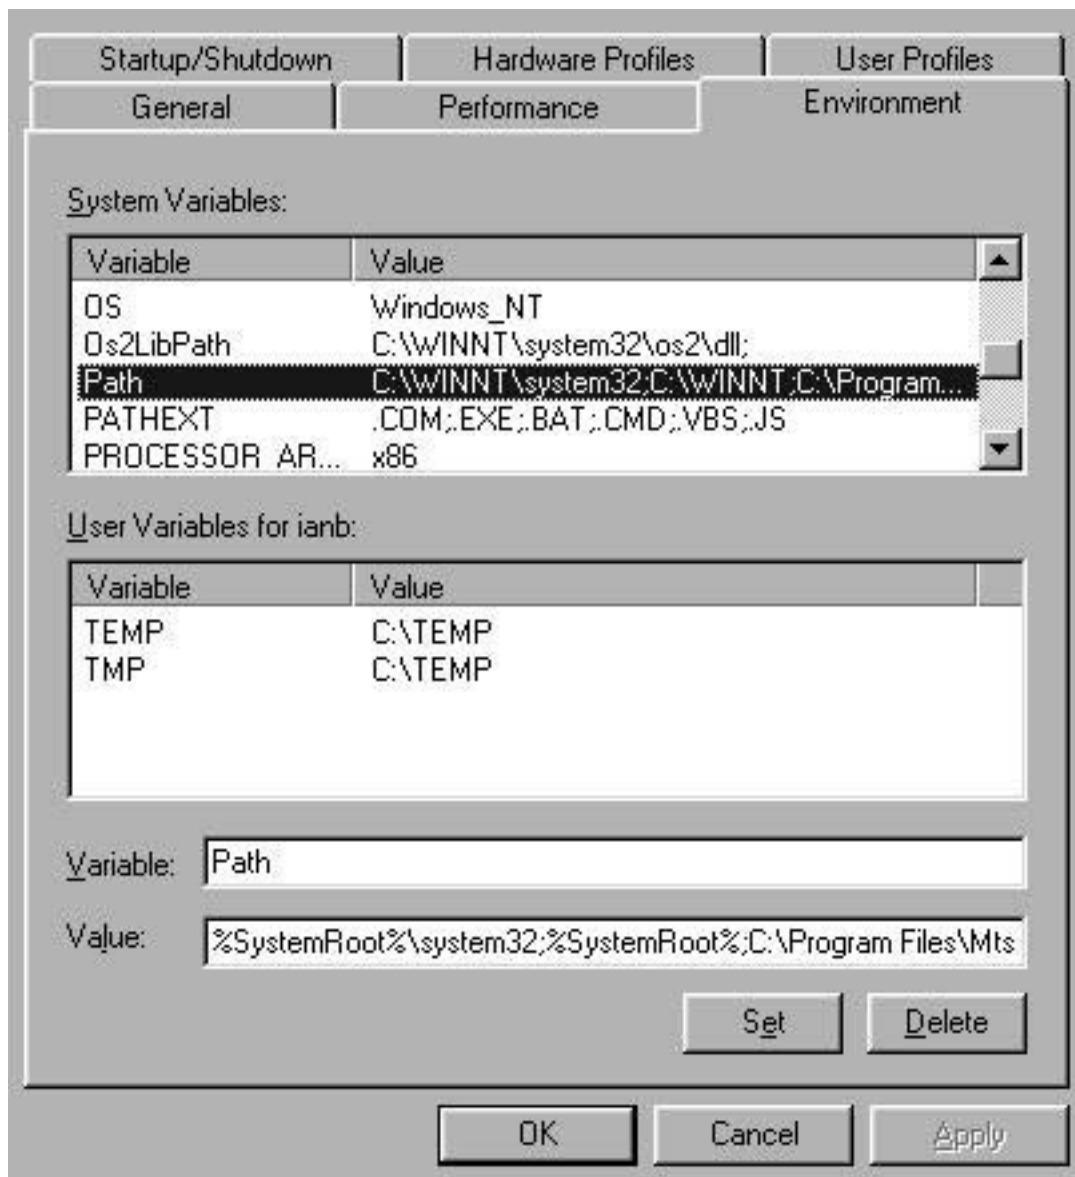 Startup/Shutdown Hardware Profiles User Profiles
General Performance Environment
System Variables:
Variable Value
OS Windows_NT
Os2LibPath C:\WINNT\system32\os2\dll;
Path C:\WINNT\system32;C:\WINNT;C:\Program...
PATHEXT .COM;.EXE;.BAT;.CMD;.VBS;.JS
PROCESSOR_AR... x86
User Variables for ianb:
Variable Value
TEMP C:\TEMP
TMP C:\TEMP
Variable: Path
Value: %SystemRoot%\system32;%SystemRoot%;C:\Program Files\Mts
Set Delete
OK Cancel Apply